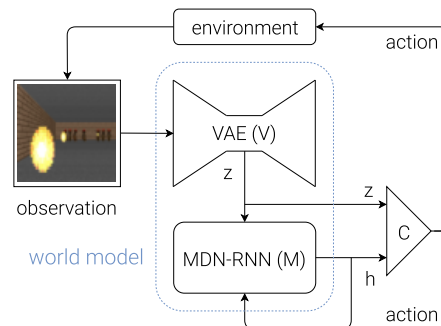 environment
action
VAE (V)
z
observation
z
C
world model
MDN-RNN (M)
h
action